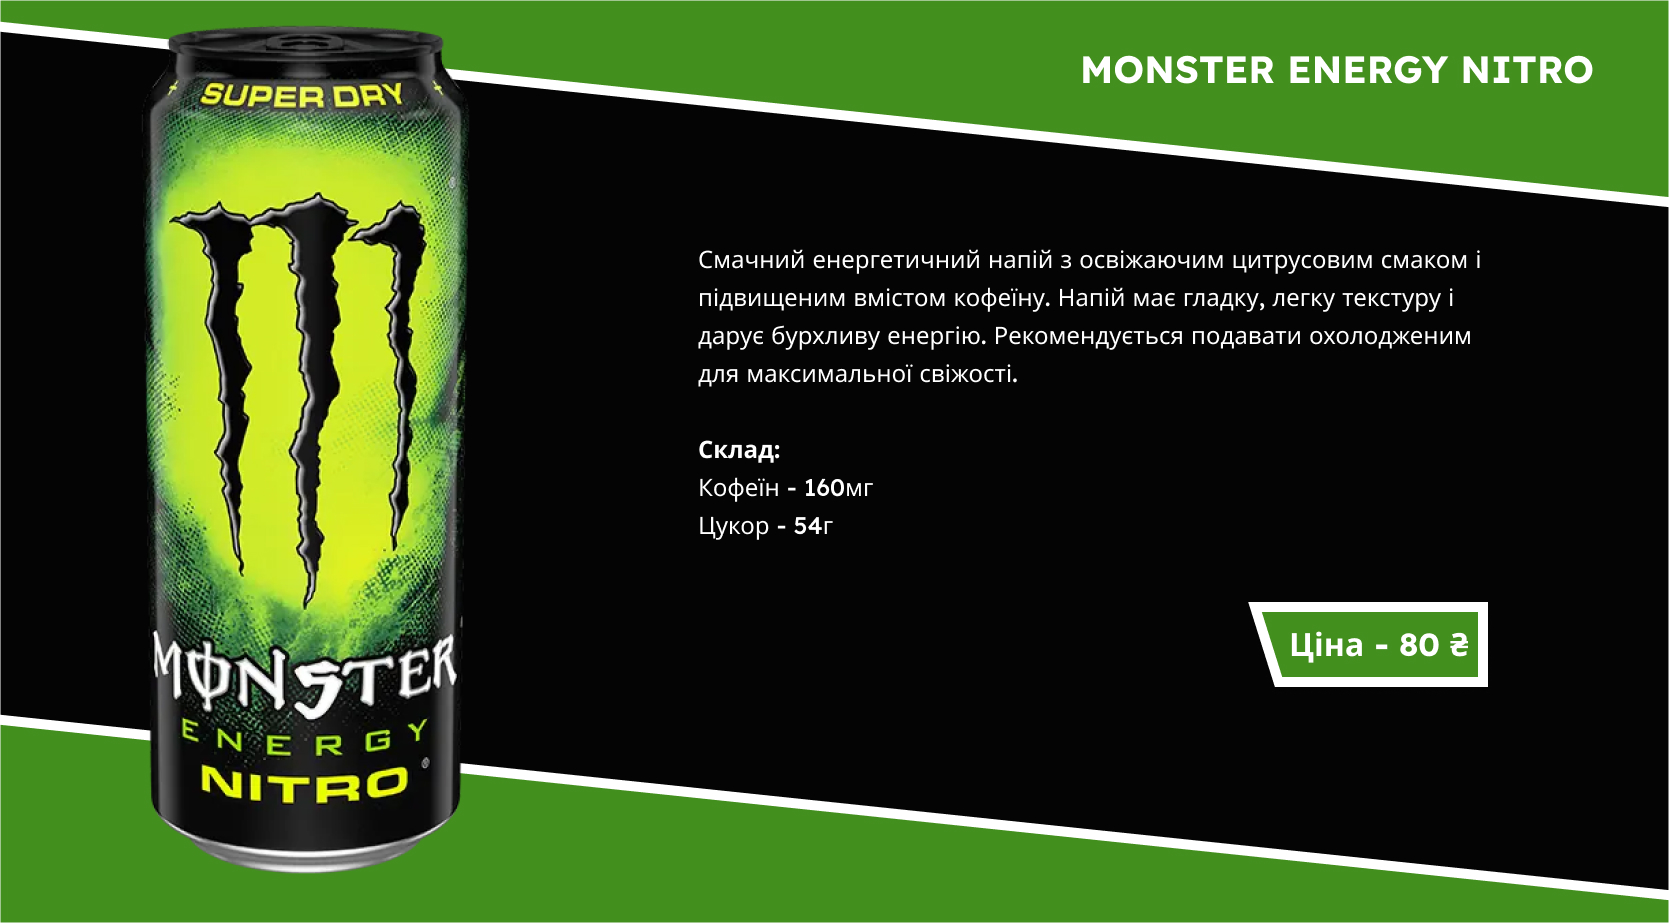 SUPER DRY
MONSTER
ENERGY
NITRO
MONSTER ENERGY NITRO
Смачний енергетичний напій з освіжаючим цитрусовим смаком і
підвищеним вмістом кофеїну. Напій має гладку, легку текстуру і
дарує бурхливу енергію. Рекомендується подавати охолодженим
для максимальної свіжості.
Склад:
Кофеїн - 160мг
Цукор - 54г
Ціна - 80 ₴